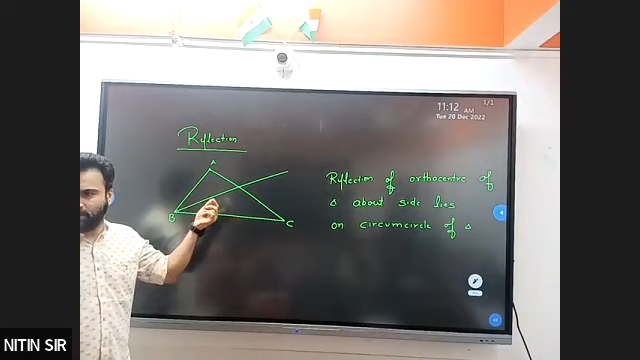 11:12 AM
1/1
Tue 20 Dec 2022
Reflection
A
B
C
Reflection of orthocentre of
△ about side lies
on circumcircle of △
NITIN SIR